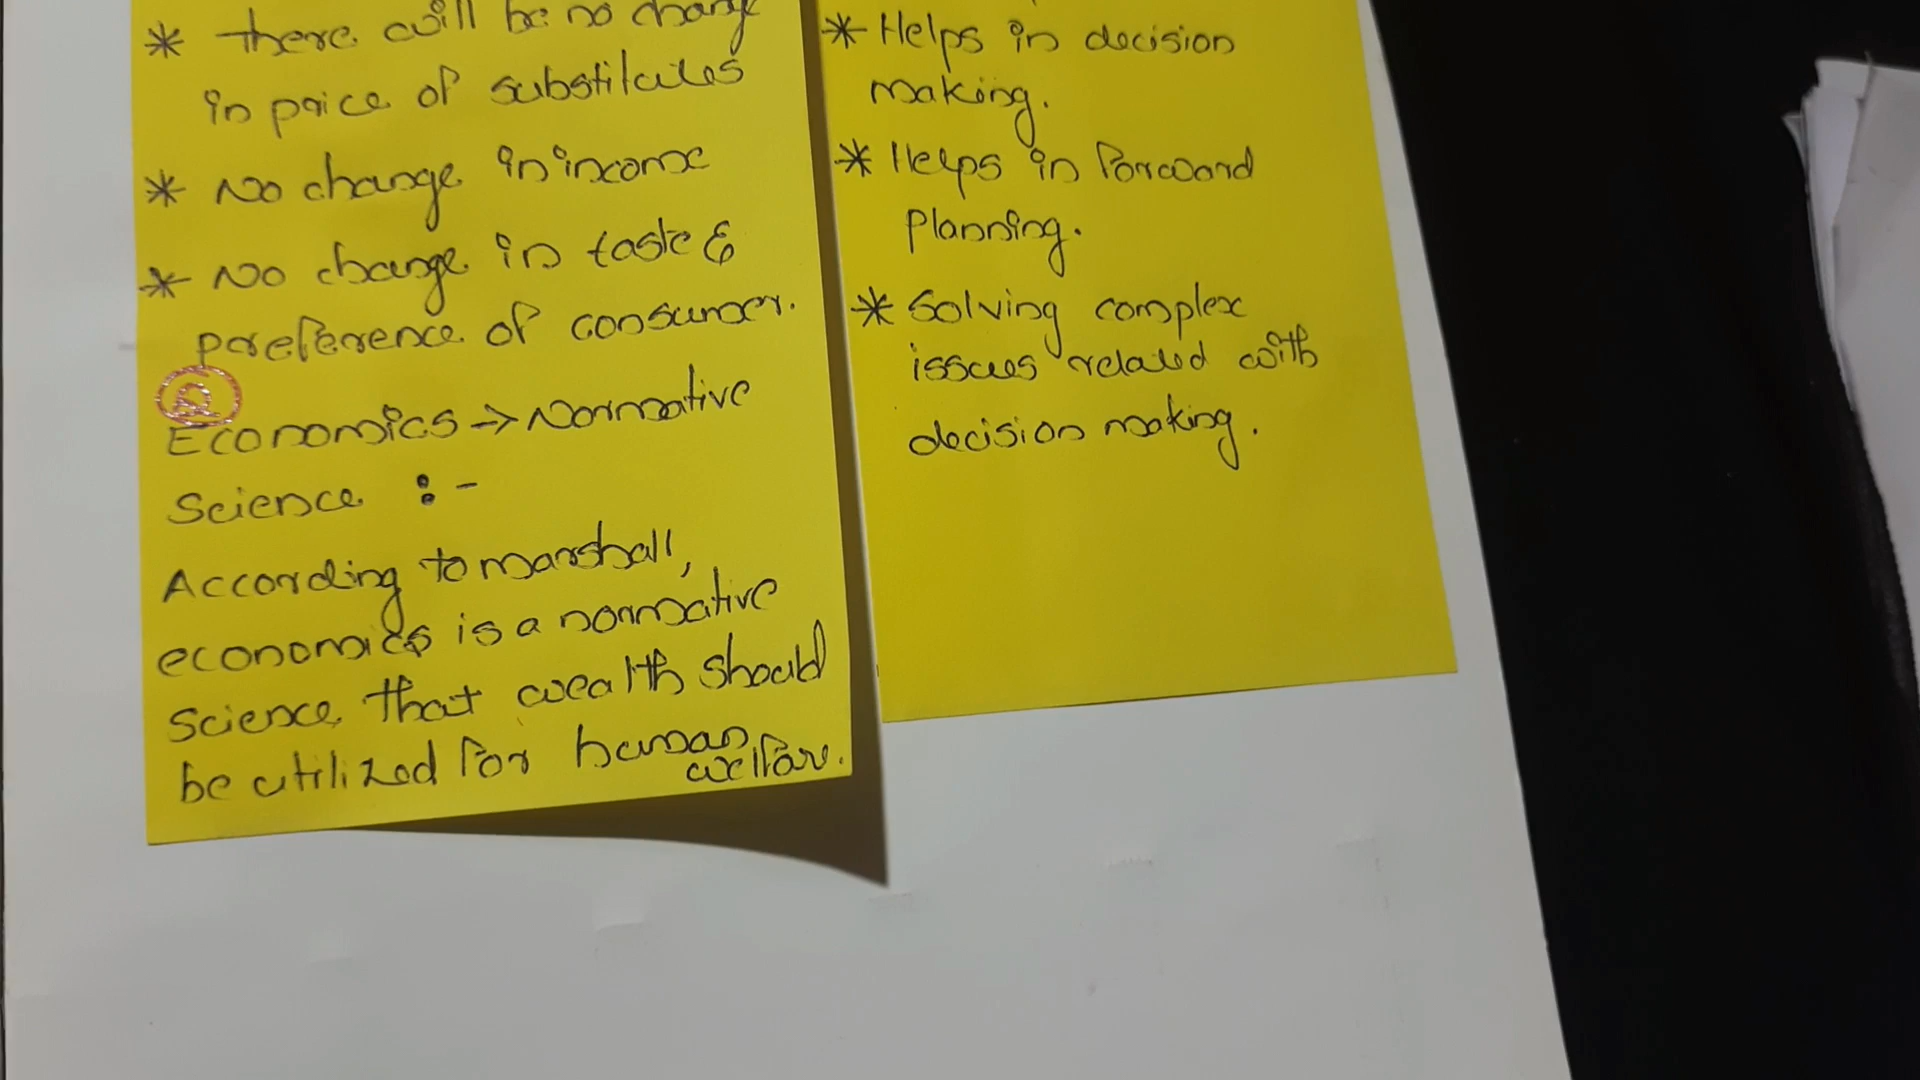 * there will be no change
in price of substitutes
* No change in income
* No change in taste &
preference of consumer.
Q
Economics → Normative
Science :-
According to marshall,
economics is a normative
science, that wealth should
be utilized for human
welfare.
* Helps in decision
making.
* Helps in forward
planning.
* Solving complex
issues related with
decision making.